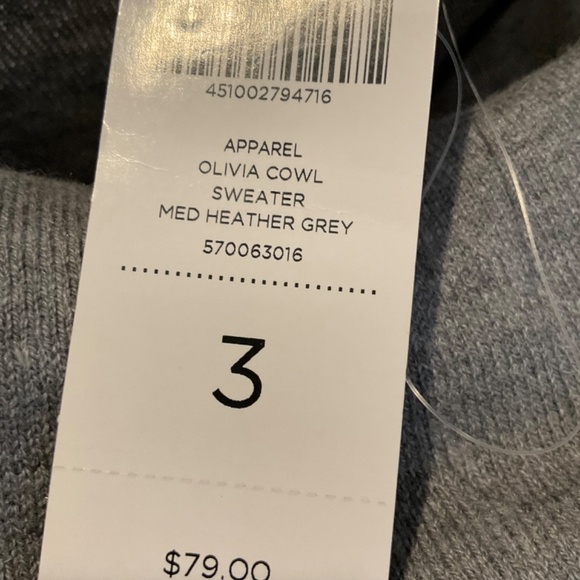 451002794716
APPAREL
OLIVIA COWL
SWEATER
MED HEATHER GREY
570063016
3
$79.00